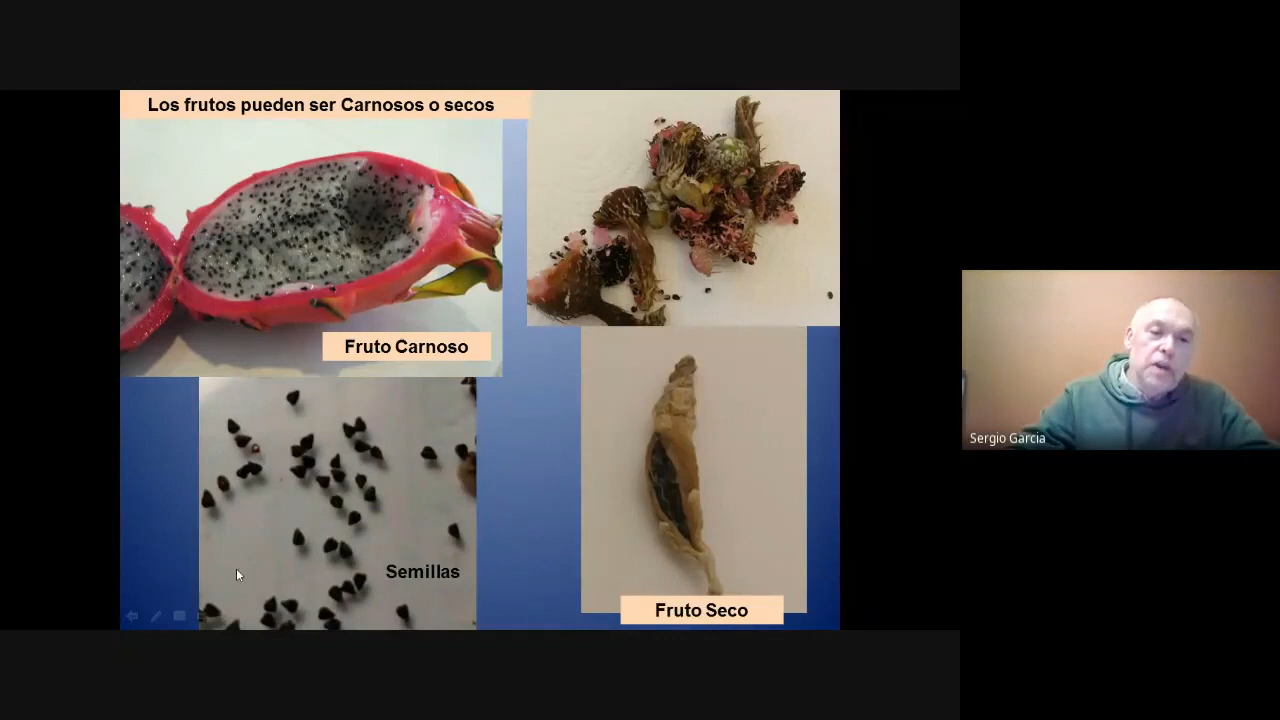 Los frutos pueden ser Carnosos o secos
Fruto Carnoso
Semillas
Fruto Seco
Sergio Garcia